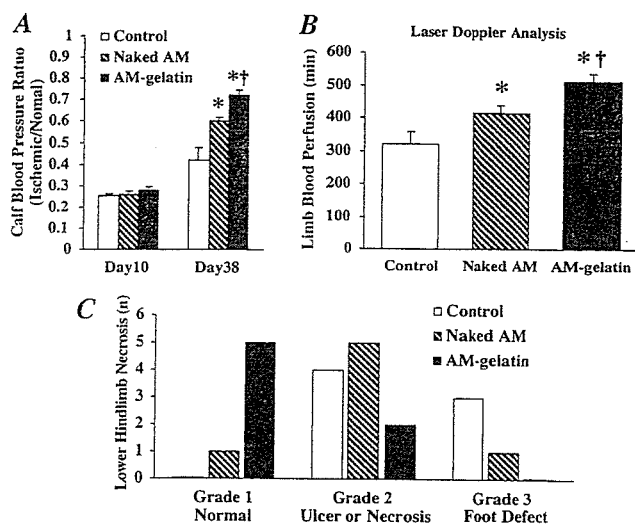 A
Calf Blood Pressure Ratuo
(Ischemic/Nomal)
1
0.9
0.8
0.7
0.6
0.5
0.4
0.3
0.2
0.1
0
Control
Naked AM
AM-gelatin
*
*†
Day10
Day38
B
Laser Doppler Analysis
Limb Blood Perfusion (min)
600
500
400
300
200
100
0
*
*†
Control
Naked AM
AM-gelatin
C
Lower Hindlimb Necrosis (n)
6
5
4
3
2
1
0
Control
Naked AM
AM-gelatin
Grade 1
Normal
Grade 2
Ulcer or Necrosis
Grade 3
Foot Defect